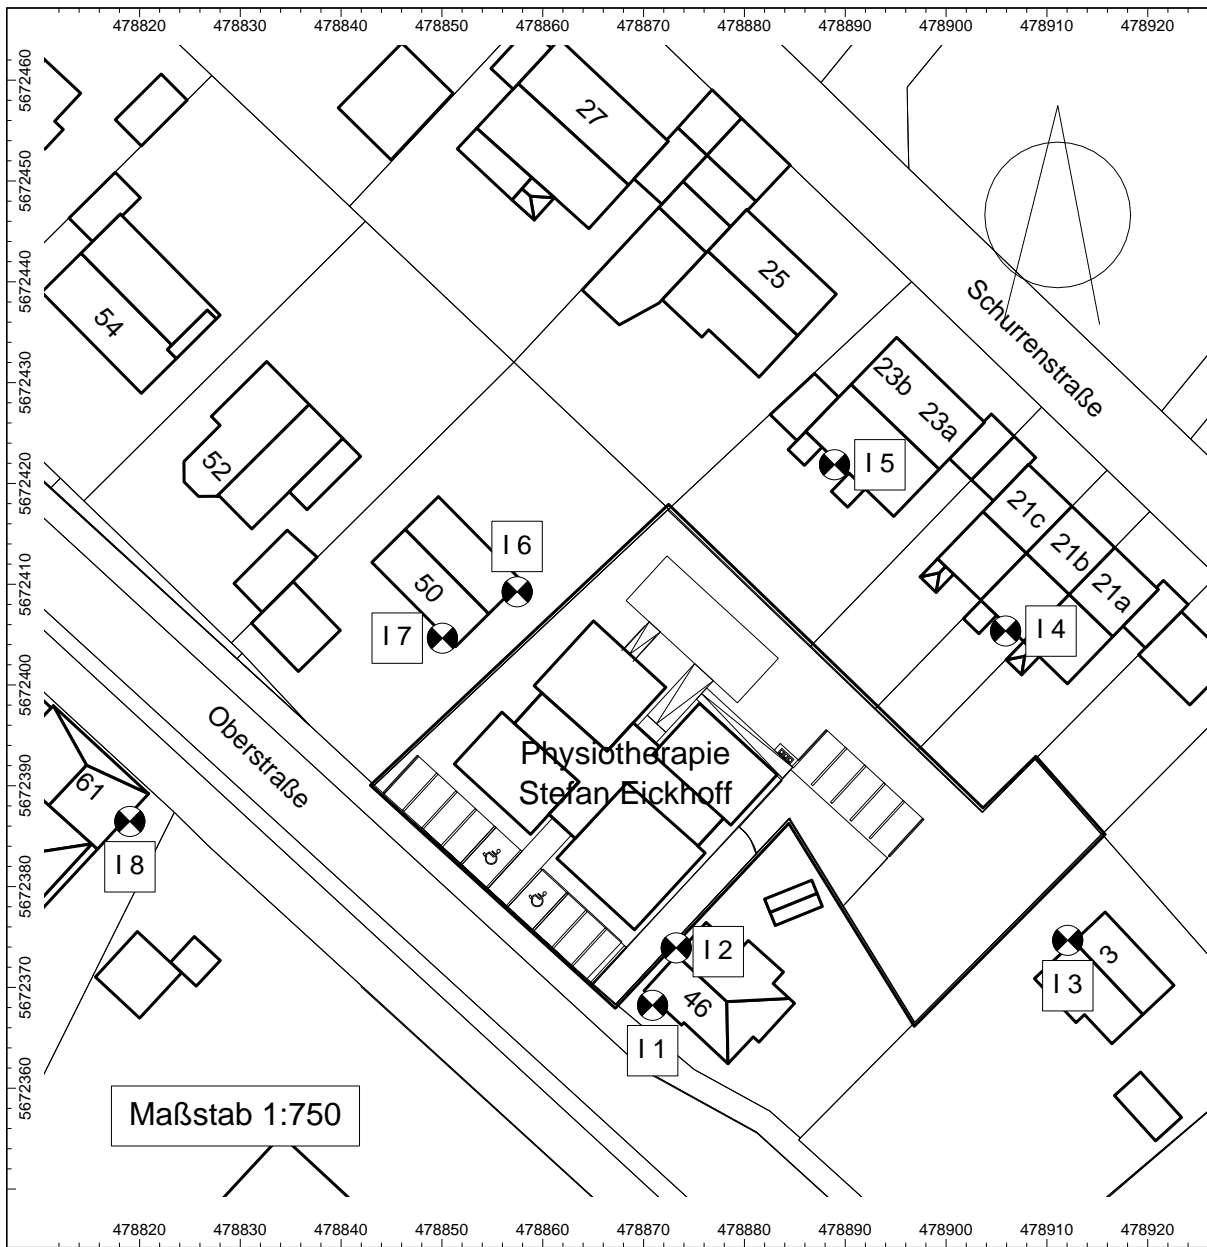 478820 478830 478840 478850 478860 478870 478880 478890 478900 478910 478920
5672460
5672450
5672440
5672430
5672420
5672410
5672400
5672390
5672380
5672370
5672360
27
25
54
Schurrenstraße
23b
23a
I 5
52
21c
21b
21a
I 6
50
I 7
I 4
Oberstraße
Physiotherapie
Stefan Eickhoff
61
I 8
I 2
46
3
I 3
I 1
Maßstab 1:750
478820 478830 478840 478850 478860 478870 478880 478890 478900 478910 478920